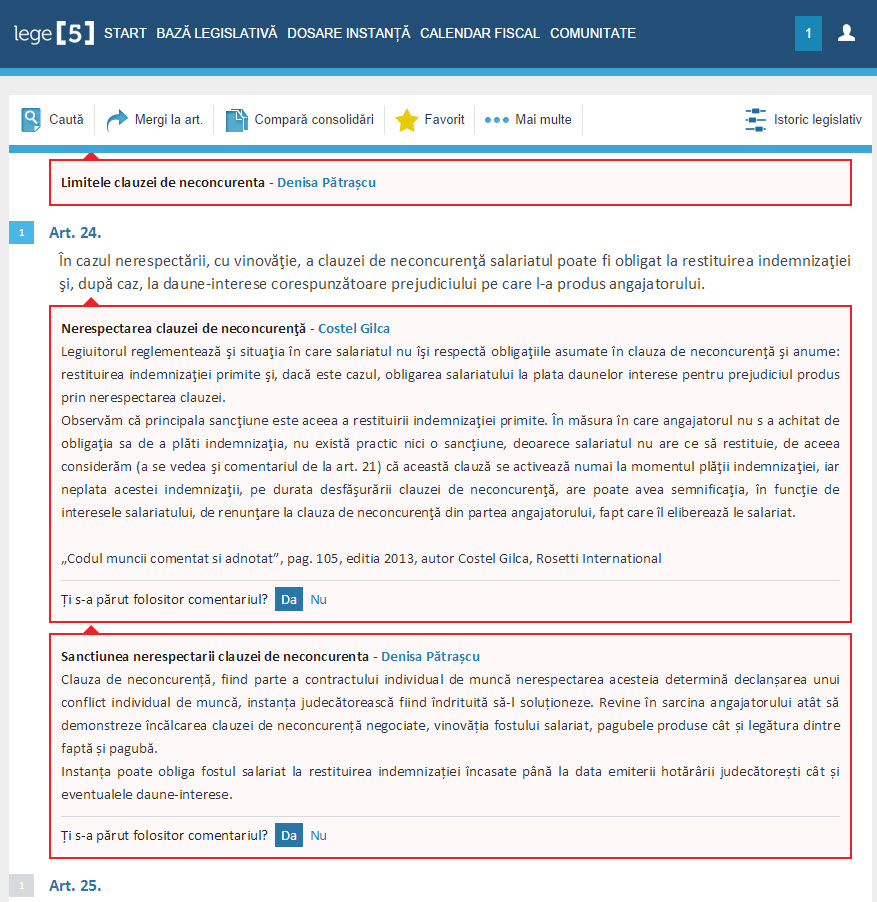 lege [5] START BAZĂ LEGISLATIVĂ DOSARE INSTANȚĂ CALENDAR FISCAL COMUNITATE 1
Caută Mergi la art. Compară consolidări Favorit Mai multe Istoric legislativ
Limitele clauzei de neconcurenta - Denisa Pătrașcu
1 Art. 24.
În cazul nerespectării, cu vinovăţie, a clauzei de neconcurenţă salariatul poate fi obligat la restituirea indemnizaţiei
şi, după caz, la daune-interese corespunzătoare prejudiciului pe care l-a produs angajatorului.
Nerespectarea clauzei de neconcurenţă - Costel Gilca
Legiuitorul reglementează şi situaţia în care salariatul nu îşi respectă obligaţiile asumate în clauza de neconcurenţă şi anume:
restituirea indemnizaţiei primite şi, dacă este cazul, obligarea salariatului la plata daunelor interese pentru prejudiciul produs
prin nerespectarea clauzei.
Observăm că principala sancţiune este aceea a restituirii indemnizaţiei primite. În măsura în care angajatorul nu s a achitat de
obligaţia sa de a plăti indemnizaţia, nu există practic nici o sancţiune, deoarece salariatul nu are ce să restituie, de aceea
considerăm (a se vedea şi comentariul de la art. 21) că această clauză se activează numai la momentul plăţii indemnizaţiei, iar
neplata acestei indemnizaţii, pe durata desfăşurării clauzei de neconcurenţă, are poate avea semnificaţia, în funcţie de
interesele salariatului, de renunţare la clauza de neconcurenţă din partea angajatorului, fapt care îl eliberează le salariat.
„Codul muncii comentat si adnotat”, pag. 105, editia 2013, autor Costel Gilca, Rosetti International
Ți s-a părut folositor comentariul? Da Nu
Sanctiunea nerespectarii clauzei de neconcurenta - Denisa Pătrașcu
Clauza de neconcurență, fiind parte a contractului individual de muncă nerespectarea acesteia determină declanșarea unui
conflict individual de muncă, instanța judecătorească fiind îndrituită să-l soluționeze. Revine în sarcina angajatorului atât să
demonstreze încălcarea clauzei de neconcurență negociate, vinovăția fostului salariat, pagubele produse cât și legătura dintre
faptă și pagubă.
Instanța poate obliga fostul salariat la restituirea indemnizației încasate până la data emiterii hotărârii judecătorești cât și
eventualele daune-interese.
Ți s-a părut folositor comentariul? Da Nu
1 Art. 25.